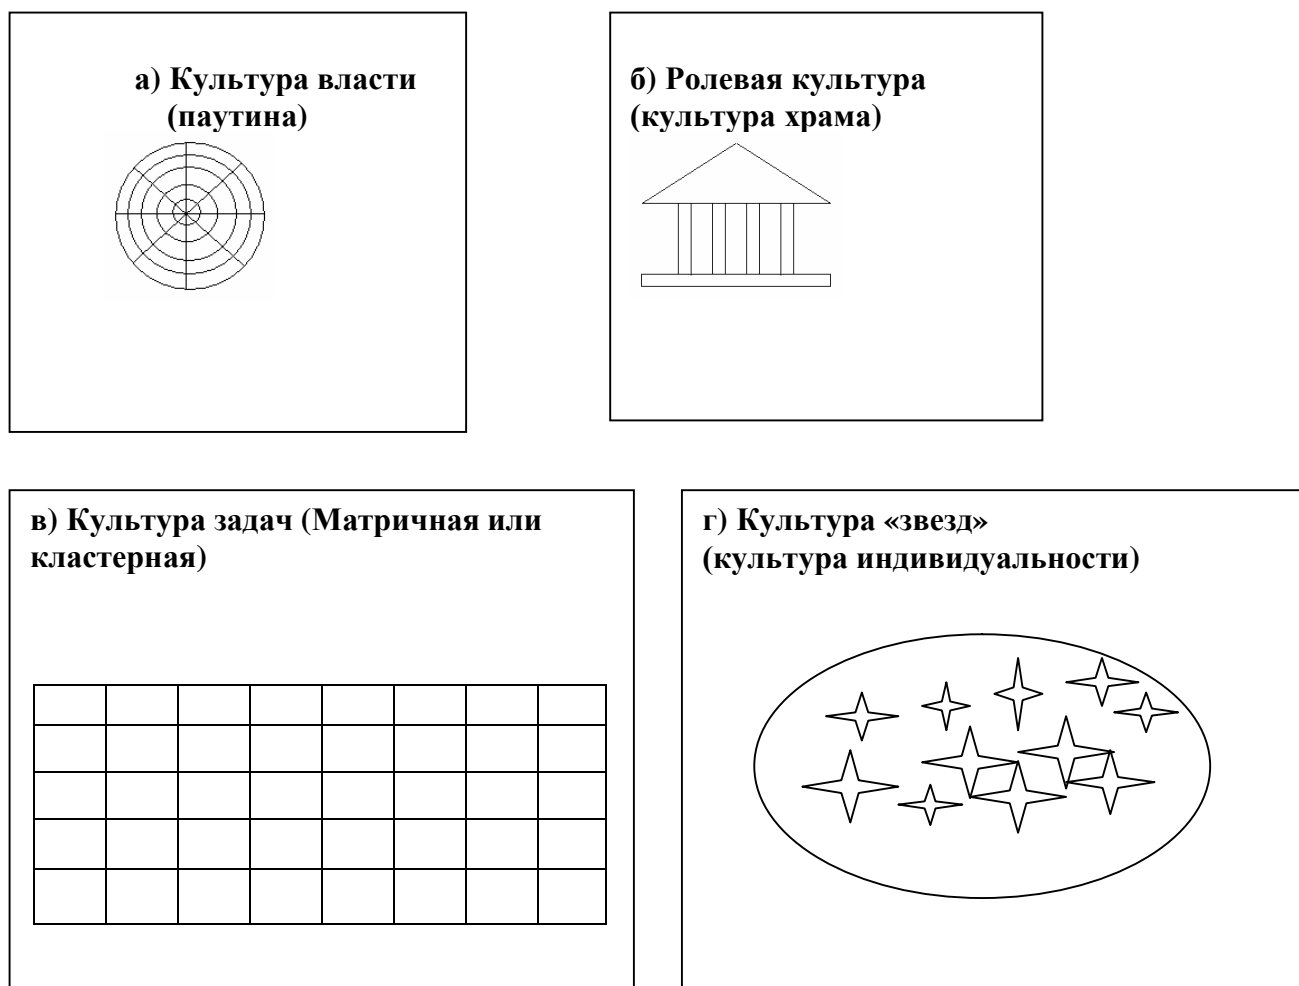 а) Культура власти
(паутина)
б) Ролевая культура
(культура храма)
в) Культура задач (Матричная или
кластерная)
г) Культура «звезд»
(культура индивидуальности)